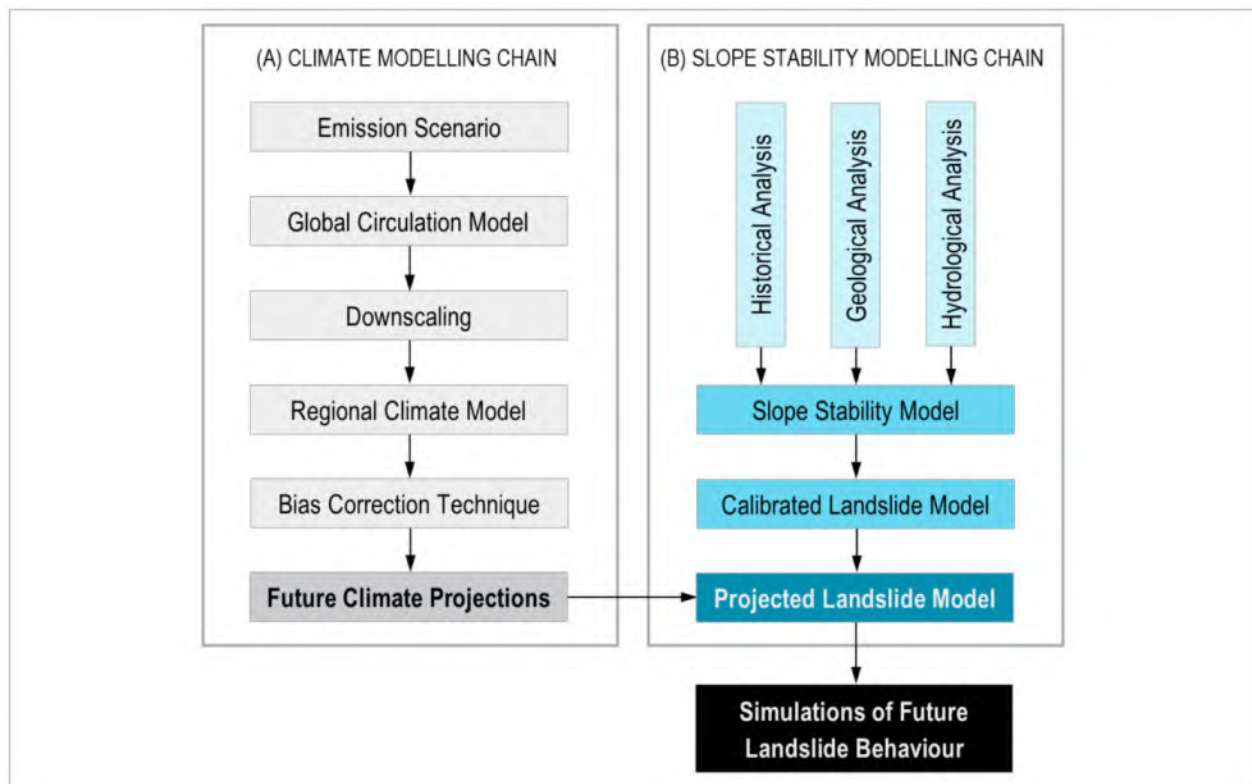 (A) CLIMATE MODELLING CHAIN
Emission Scenario
Global Circulation Model
Downscaling
Regional Climate Model
Bias Correction Technique
Future Climate Projections
(B) SLOPE STABILITY MODELLING CHAIN
Historical Analysis
Geological Analysis
Hydrological Analysis
Slope Stability Model
Calibrated Landslide Model
Projected Landslide Model
Simulations of Future
Landslide Behaviour